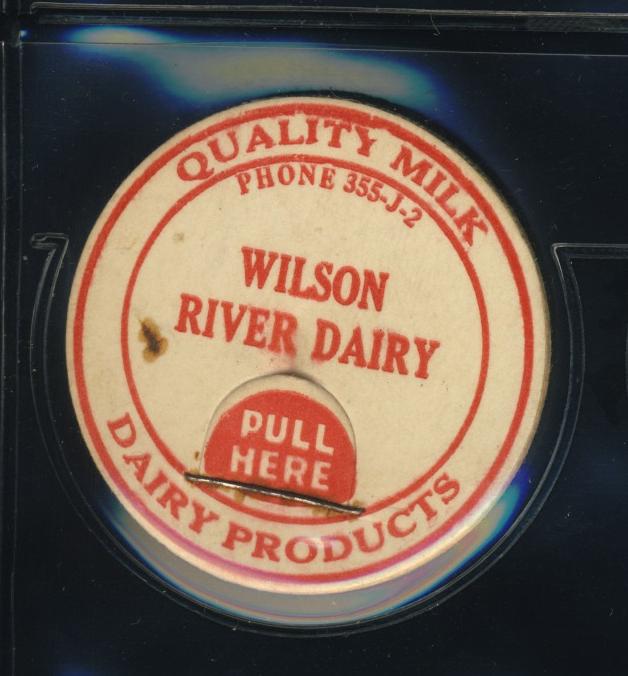 QUALITY MILK
PHONE 355-J-2
WILSON
RIVER DAIRY
PULL
HERE
DAIRY PRODUCTS